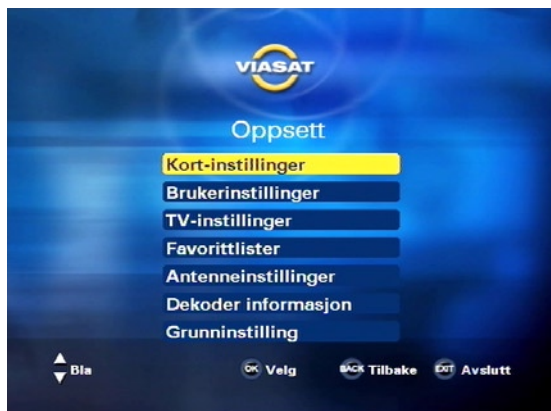 VIASAT
Oppsett
Kort-instillinger
Brukerinstillinger
TV-instillinger
Favorittlister
Antenneinstillinger
Dekoder informasjon
Grunninstilling
Bla OK Velg BACK Tilbake EXIT Avslutt